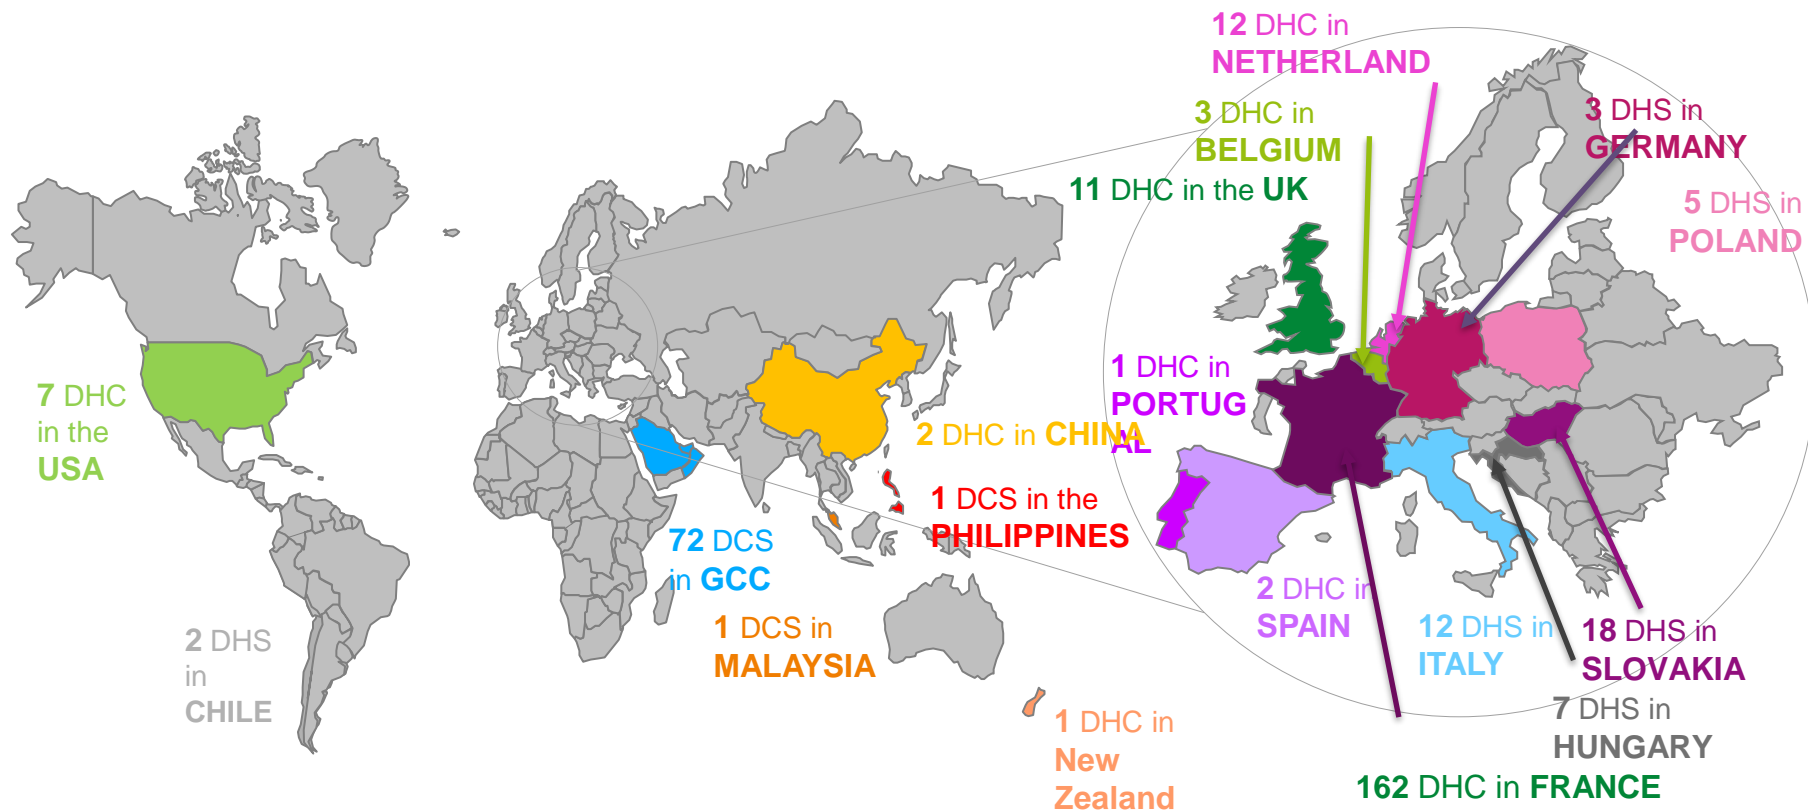 12 DHC in
NETHERLAND
3 DHC in
BELGIUM
3 DHS in
GERMANY
11 DHC in the UK
5 DHS in
POLAND
7 DHC
in the
USA
1 DHC in
PORTUG
AL
2 DHC in CHINA
1 DCS in the
PHILIPPINES
72 DCS
in GCC
2 DHC in
SPAIN
1 DCS in
MALAYSIA
12 DHS in
ITALY
18 DHS in
SLOVAKIA
2 DHS
in
CHILE
7 DHS in
HUNGARY
1 DHC in
New
Zealand
162 DHC in FRANCE